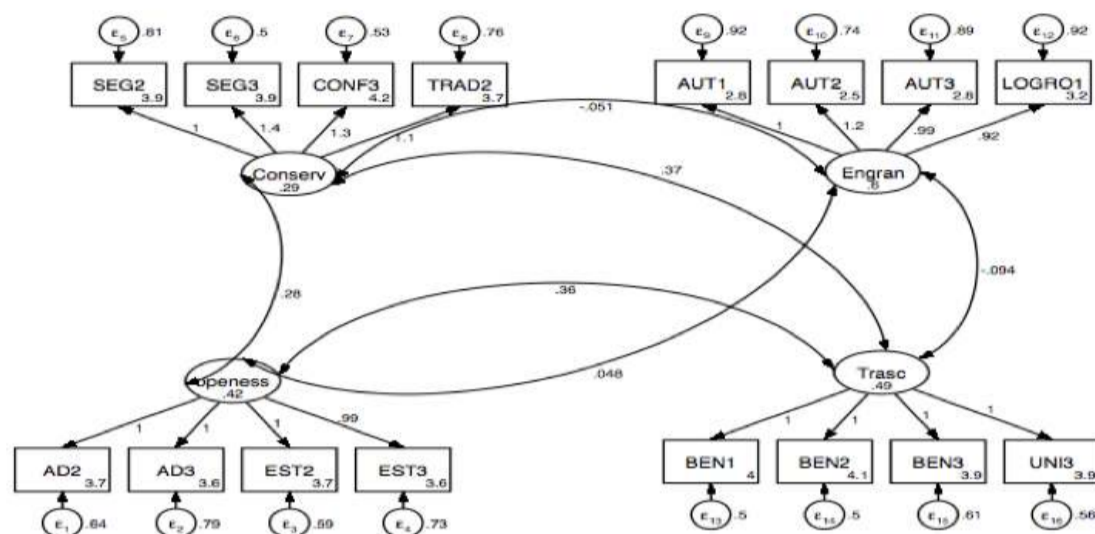 ε5 .81 ε6 .5 ε7 .53 ε8 .76 ε9 .92 ε10 .74 ε11 .89 ε12 .92
SEG2 SEG3 CONF3 TRAD2 AUT1 AUT2 AUT3 LOGRO1
3.9 3.9 4.2 3.7 2.8 2.5 2.8 3.2
-.051
1 1.4 1.3 1.1 1 1.2 .99 .92
Conserv .37 Engran
.29 .6
-.094
.28 .36
.048
openess Trasc
.42 .49
1 1 1 .99 1 1 1 1
AD2 AD3 EST2 EST3 BEN1 BEN2 BEN3 UNI3
3.7 3.6 3.7 3.6 4 4.1 3.9 3.9
ε1 .64 ε2 .79 ε3 .59 ε4 .73 ε13 .5 ε14 .5 ε15 .61 ε16 .56